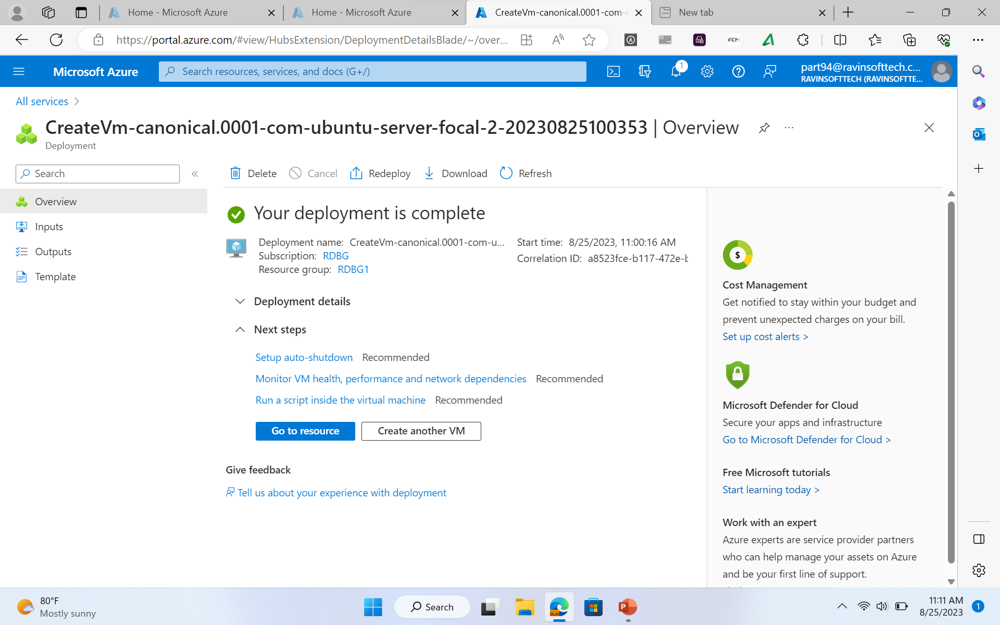 Home - Microsoft Azure
Home - Microsoft Azure
CreateVm-canonical.0001-com-
New tab
https://portal.azure.com/#view/HubsExtension/DeploymentDetailsBlade/~/over...
FCM
Microsoft Azure
Search resources, services, and docs (G+/)
1
part94@ravinsofttech.c...
RAVINSOFTTECH (RAVINSOFTTE...
All services
CreateVm-canonical.0001-com-ubuntu-server-focal-2-20230825100353 | Overview
Deployment
Search
Delete
Cancel
Redeploy
Download
Refresh
Overview
Inputs
Outputs
Template
Your deployment is complete
Deployment name: CreateVm-canonical.0001-com-u...
Subscription: RDBG
Resource group: RDBG1
Start time: 8/25/2023, 11:00:16 AM
Correlation ID: a8523fce-b117-472e-b
Deployment details
Next steps
Setup auto-shutdown Recommended
Monitor VM health, performance and network dependencies Recommended
Run a script inside the virtual machine Recommended
Go to resource
Create another VM
Give feedback
Tell us about your experience with deployment
Cost Management
Get notified to stay within your budget and
prevent unexpected charges on your bill.
Set up cost alerts >
Microsoft Defender for Cloud
Secure your apps and infrastructure
Go to Microsoft Defender for Cloud >
Free Microsoft tutorials
Start learning today >
Work with an expert
Azure experts are service provider partners
who can help manage your assets on Azure
and be your first line of support.
80°F
Mostly sunny
Search
11:11 AM
8/25/2023
1